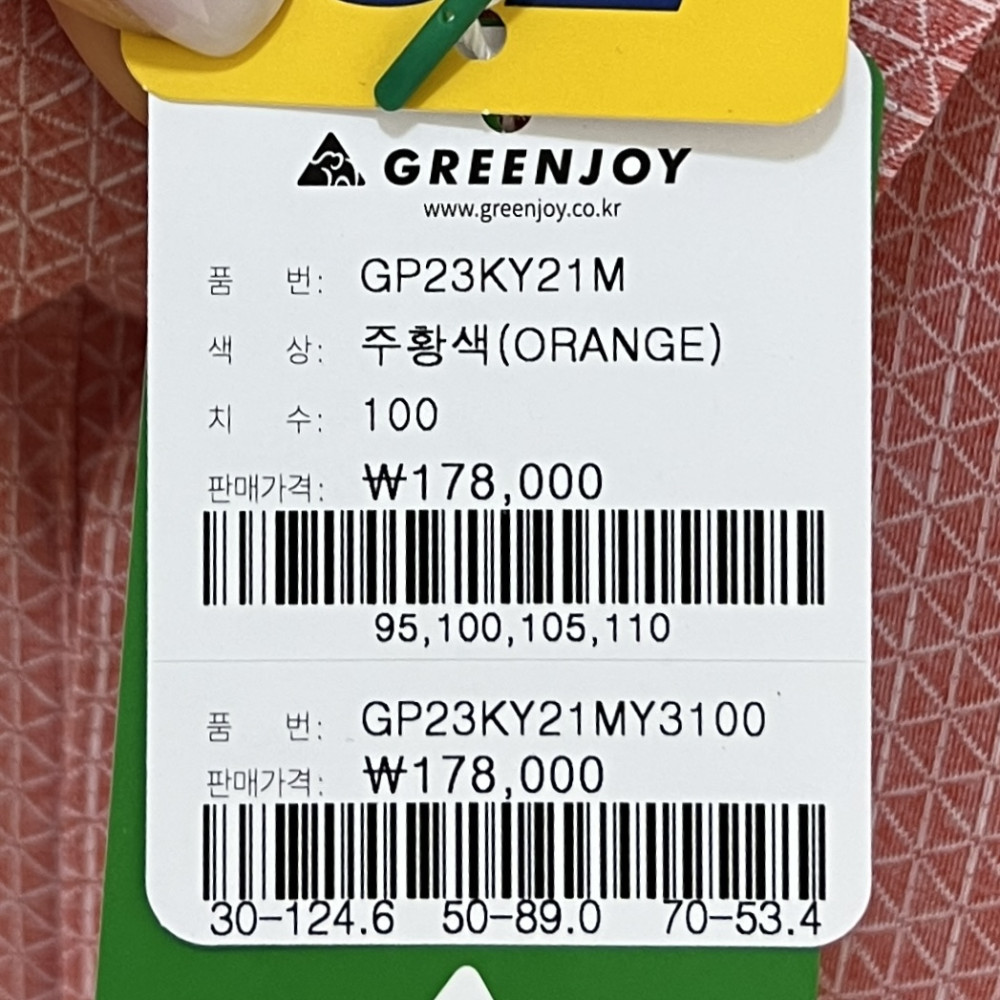 GREENJOY
www.greenjoy.co.kr
품 번: GP23KY21M
색 상: 주황색(ORANGE)
치 수: 100
판매가격: ₩178,000
95,100,105,110
품 번: GP23KY21MY3100
판매가격: ₩178,000
30-124.6 50-89.0 70-53.4